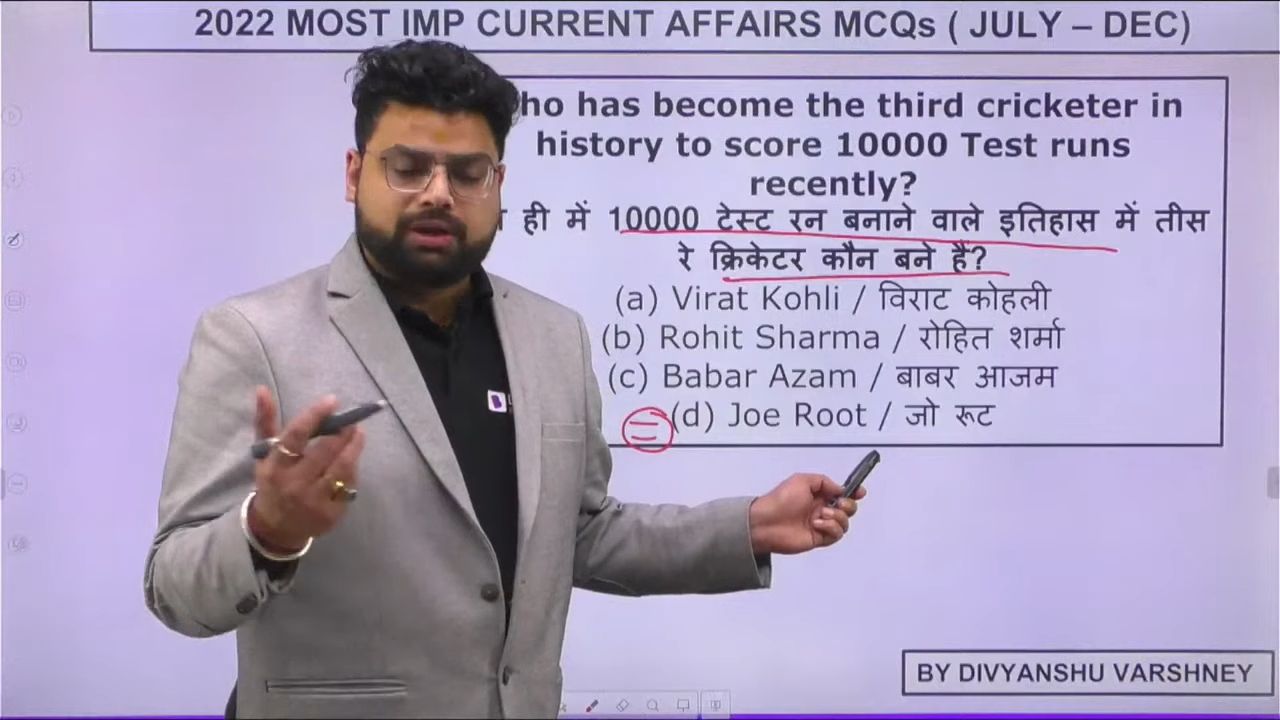 2022 MOST IMP CURRENT AFFAIRS MCQs ( JULY – DEC)
ho has become the third cricketer in
history to score 10000 Test runs
recently?
ही में 10000 टेस्ट रन बनाने वाले इतिहास में तीस
रे क्रिकेटर कौन बने हैं?
(a) Virat Kohli / विराट कोहली
(b) Rohit Sharma / रोहित शर्मा
(c) Babar Azam / बाबर आजम
(d) Joe Root / जो रूट
BY DIVYANSHU VARSHNEY